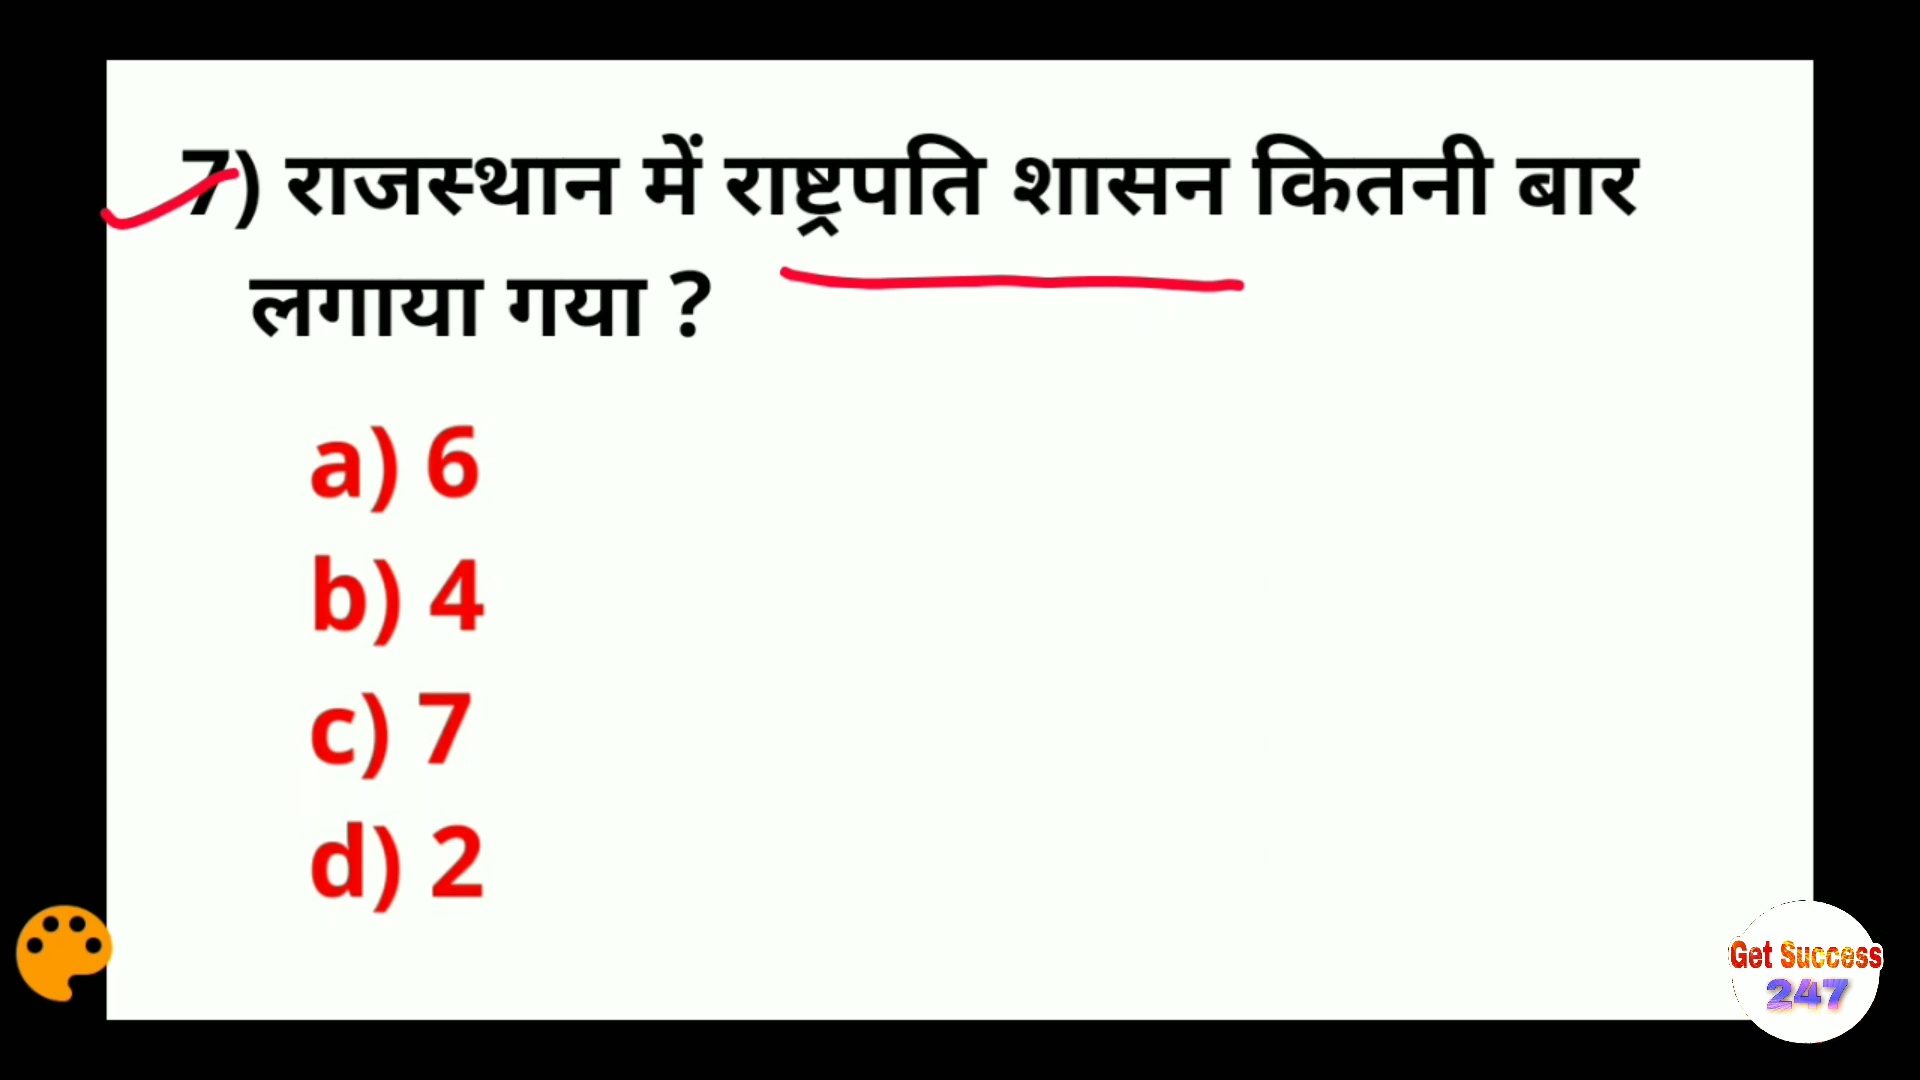 7) राजस्थान में राष्ट्रपति शासन कितनी बार
लगाया गया ?
a) 6
b) 4
c) 7
d) 2
Get Success
247